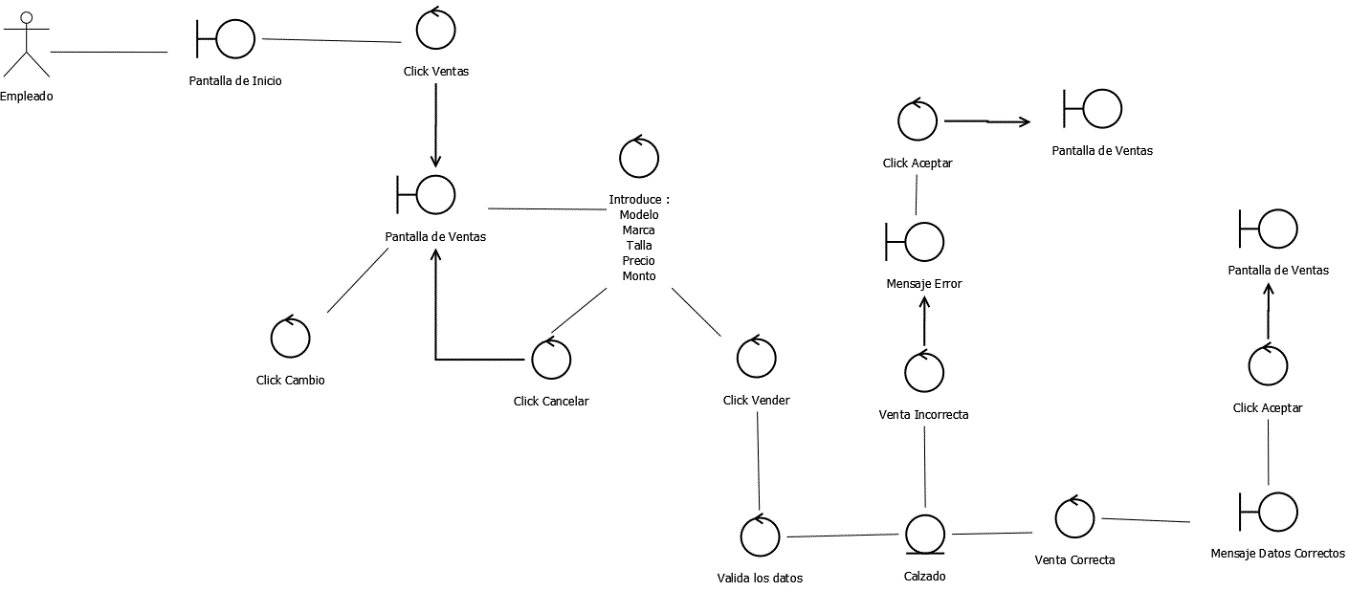 Empleado
Pantalla de Inicio
Click Ventas
Pantalla de Ventas
Introduce :
Modelo
Marca
Talla
Precio
Monto
Click Cambio
Click Cancelar
Click Vender
Valida los datos
Calzado
Venta Incorrecta
Mensaje Error
Click Aceptar
Pantalla de Ventas
Venta Correcta
Mensaje Datos Correctos
Click Aceptar
Pantalla de Ventas